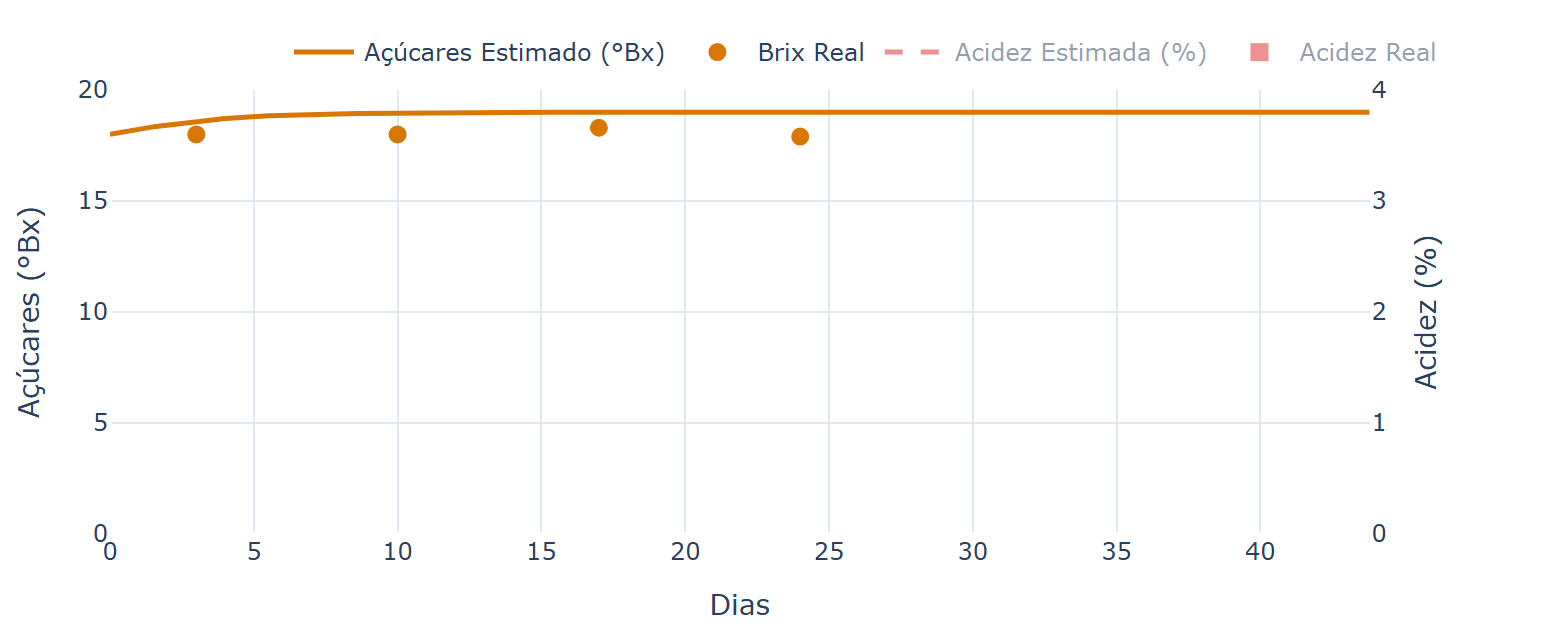 Açúcares Estimado (°Bx) Brix Real Acidez Estimada (%) Acidez Real
20
15
10
5
0
Açúcares (°Bx)
4
3
2
1
0
Acidez (%)
0 5 10 15 20 25 30 35 40
Dias